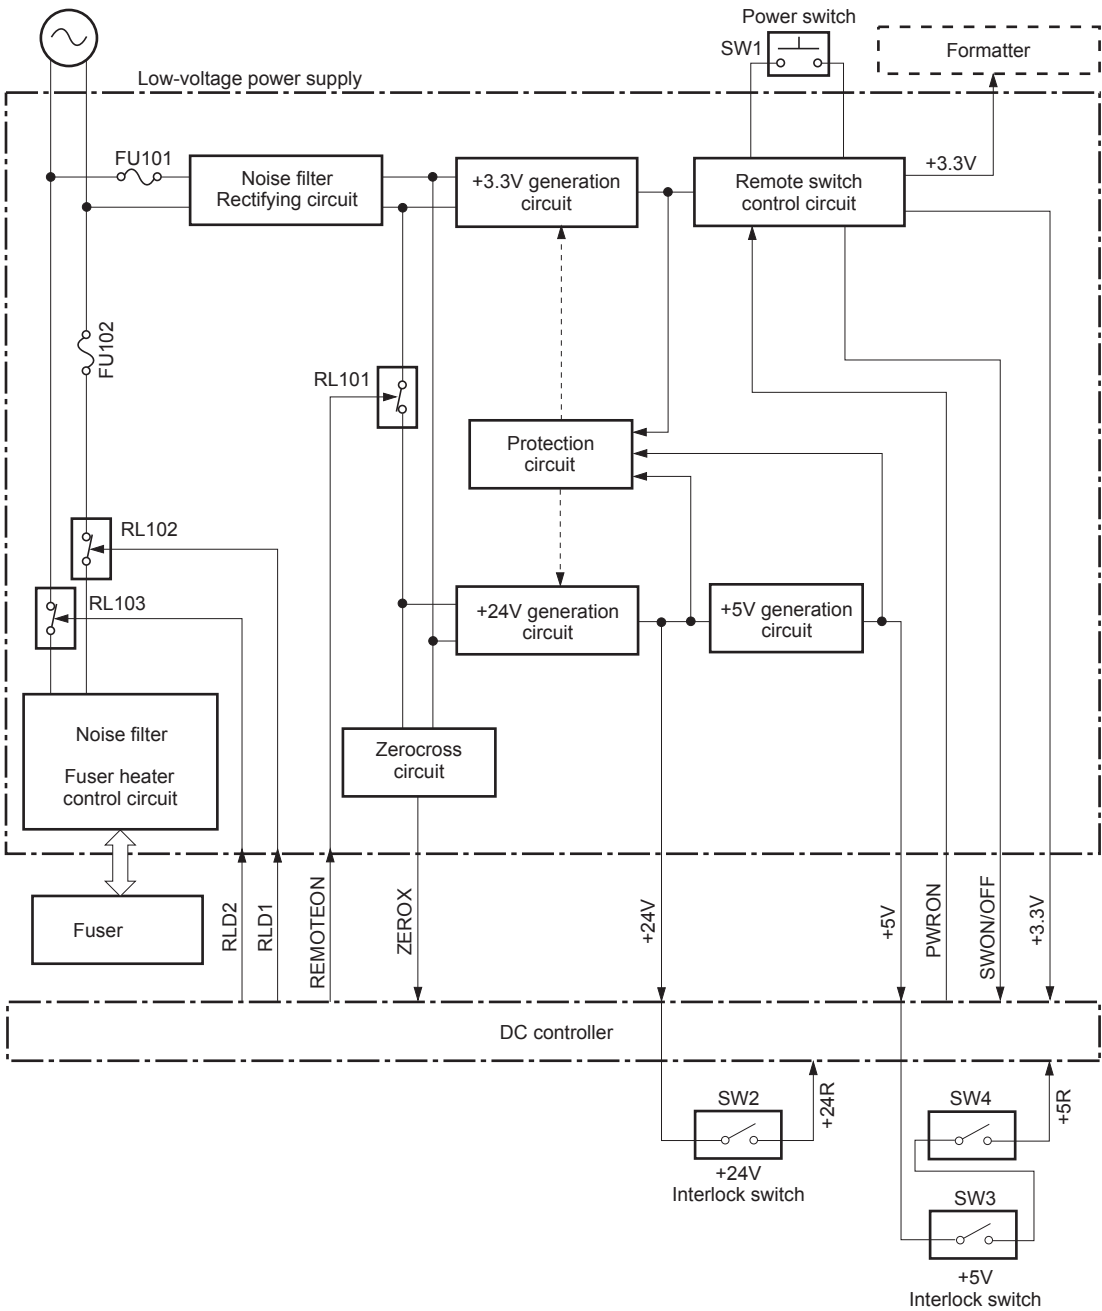 Power switch
SW1
Formatter
Low-voltage power supply
FU101
Noise filter
Rectifying circuit
+3.3V generation
circuit
Remote switch
control circuit
+3.3V
FU102
RL101
Protection
circuit
RL102
RL103
+24V generation
circuit
+5V generation
circuit
Noise filter
Fuser heater
control circuit
Zerocross
circuit
Fuser
RLD2
RLD1
REMOTEON
ZEROX
+24V
+5V
PWRON
SWON/OFF
+3.3V
DC controller
SW2
+24R
SW4
+5R
+24V
Interlock switch
SW3
+5V
Interlock switch